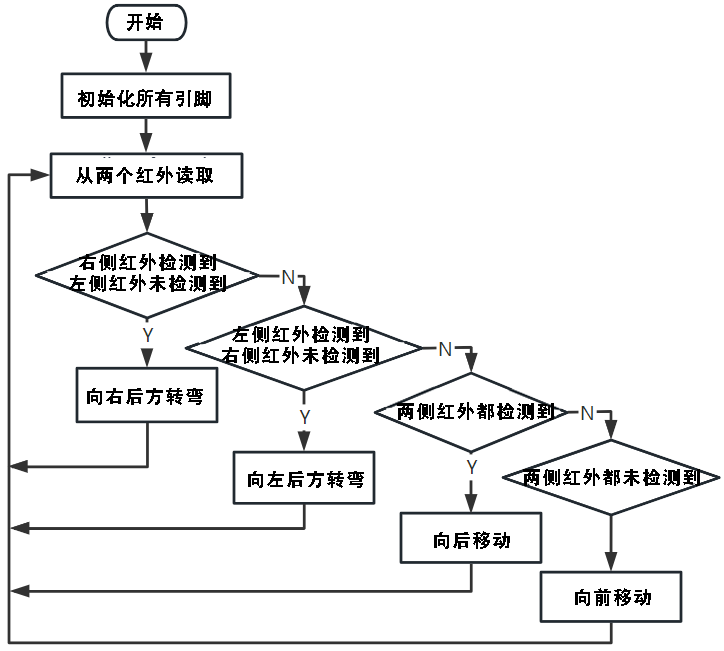 开始
初始化所有引脚
从两个红外读取
右侧红外检测到
左侧红外未检测到
N
Y
左侧红外检测到
右侧红外未检测到
N
向右后方转弯
Y
两侧红外都检测到
N
Y
两侧红外都未检测到
向左后方转弯
向后移动
向前移动